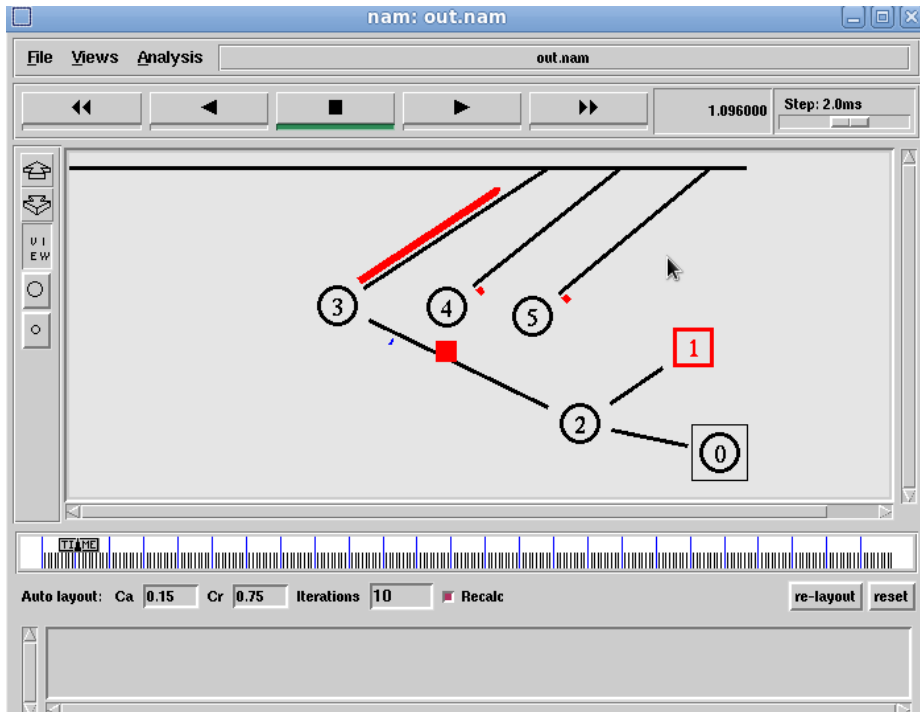 nam: out.nam
File Views Analysis out.nam
1.096000 Step: 2.0ms
V I
E W
3 4 5
1
2
0
TIME
Auto layout: Ca 0.15 Cr 0.75 Iterations 10 Recalc re-layout reset